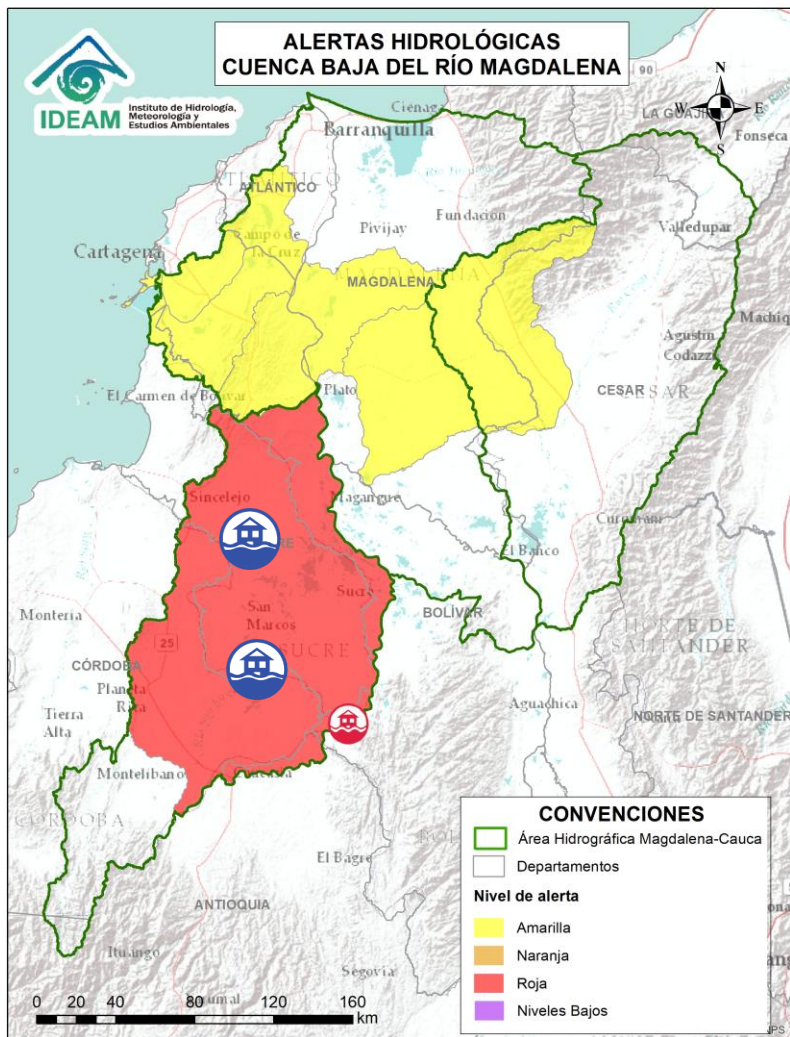 ALERTAS HIDROLÓGICAS
CUENCA BAJA DEL RÍO MAGDALENA
IDEAM
Instituto de Hidrología,
Meteorología y
Estudios Ambientales
N
W E
S
90
LA GUAJIRA
Ciénaga
Barranquilla
Fonseca
ATLÁNTICO
Fundación
Pivijay
Valledupar
Campo de
la Cruz
Cartagena
MAGDALENA
Agustín
Codazzi
El Carmen de Bolívar
Plato
CESAR
CESAR
Sincelejo
Magangué
Curumaní
El Banco
Sucre
San
Marcos
BOLÍVAR
SUCRE
Montería
25
NORTE DE
SANTANDER
CÓRDOBA
Planeta
Rica
Aguachica
Tierra
Alta
NORTE DE SANTANDER
Montelíbano
CÓRDOBA
El Bagre
ANTIOQUIA
Ituango
Segovia
CONVENCIONES
Área Hidrográfica Magdalena-Cauca
Departamentos
Nivel de alerta
Amarilla
Naranja
Roja
Niveles Bajos
0 20 40 80 120 160
km